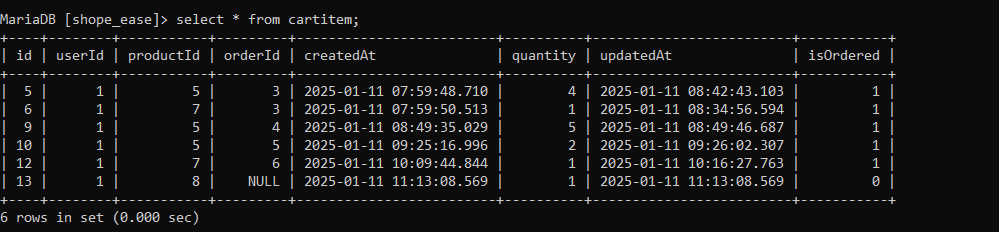 MariaDB [shope_ease]> select * from cartitem;
+----+--------+-----------+---------+-------------------------+----------+-------------------------+-----------+
| id | userId | productId | orderId | createdAt               | quantity | updatedAt               | isOrdered |
+----+--------+-----------+---------+-------------------------+----------+-------------------------+-----------+
|  5 |      1 |         5 |       3 | 2025-01-11 07:59:48.710 |        4 | 2025-01-11 08:42:43.103 |         1 |
|  6 |      1 |         7 |       3 | 2025-01-11 07:59:50.513 |        1 | 2025-01-11 08:34:56.594 |         1 |
|  9 |      1 |         5 |       4 | 2025-01-11 08:49:35.029 |        5 | 2025-01-11 08:49:46.687 |         1 |
| 10 |      1 |         5 |       5 | 2025-01-11 09:25:16.996 |        2 | 2025-01-11 09:26:02.307 |         1 |
| 12 |      1 |         7 |       6 | 2025-01-11 10:09:44.844 |        1 | 2025-01-11 10:16:27.763 |         1 |
| 13 |      1 |         8 |    NULL | 2025-01-11 11:13:08.569 |        1 | 2025-01-11 11:13:08.569 |         0 |
+----+--------+-----------+---------+-------------------------+----------+-------------------------+-----------+
6 rows in set (0.000 sec)